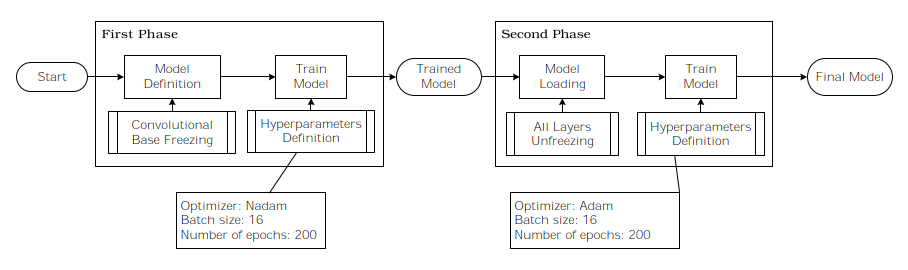 First Phase
Second Phase
Start
Model
Definition
Train
Model
Trained
Model
Model
Loading
Train
Model
Final Model
Convolutional
Base Freezing
Hyperparameters
Definition
All Layers
Unfreezing
Hyperparameters
Definition
Optimizer: Nadam
Batch size: 16
Number of epochs: 200
Optimizer: Adam
Batch size: 16
Number of epochs: 200